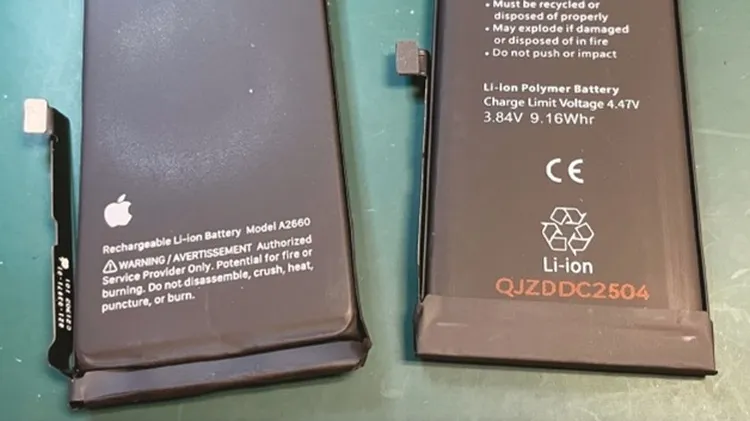 Rechargeable Li-ion Battery Model A2660
WARNING / AVERTISSEMENT Authorized
Service Provider Only. Potential for fire or
burning. Do not disassemble, crush, heat,
puncture, or burn.
• Must be recycled or
disposed of properly
• May explode if damaged
or disposed of in fire
• Do not push or impact
Li-Ion Polymer Battery
Charge Limit Voltage 4.47V
3.84V 9.16Whr
CE
Li-ion
QJZDDC2504